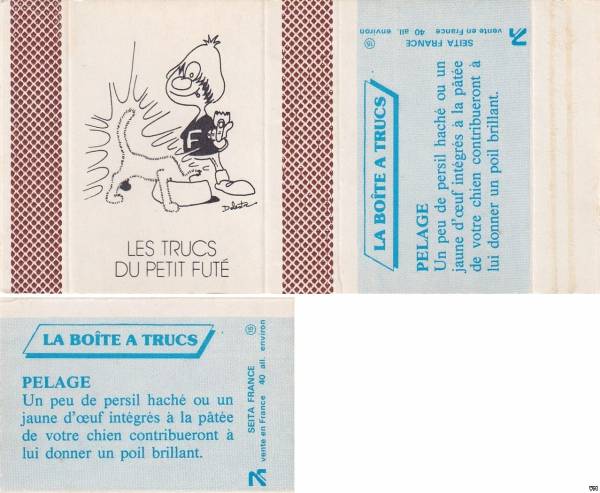 F
Delestre
LES TRUCS
DU PETIT FUTÉ
LA BOÎTE A TRUCS
PELAGE
Un peu de persil haché ou un
jaune d'œuf intégrés à la pâtée
de votre chien contribueront à
lui donner un poil brillant.
SEITA FRANCE 15
vente en France 40 all. environ
LA BOÎTE A TRUCS
PELAGE
Un peu de persil haché ou un
jaune d'œuf intégrés à la pâtée
de votre chien contribueront à
lui donner un poil brillant.
SEITA FRANCE 15
vente en France 40 all. environ